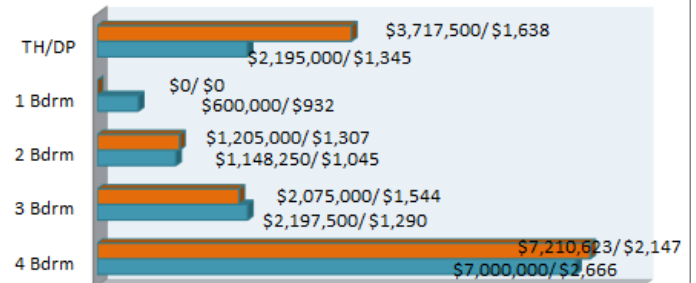 $3,717,500/ $1,638
TH/DP
$2,195,000/ $1,345
$0/ $0
1 Bdrm
$600,000/ $932
$1,205,000/ $1,307
2 Bdrm
$1,148,250/ $1,045
$2,075,000/ $1,544
3 Bdrm
$2,197,500/ $1,290
$7,210,623/ $2,147
4 Bdrm
$7,000,000/ $2,666